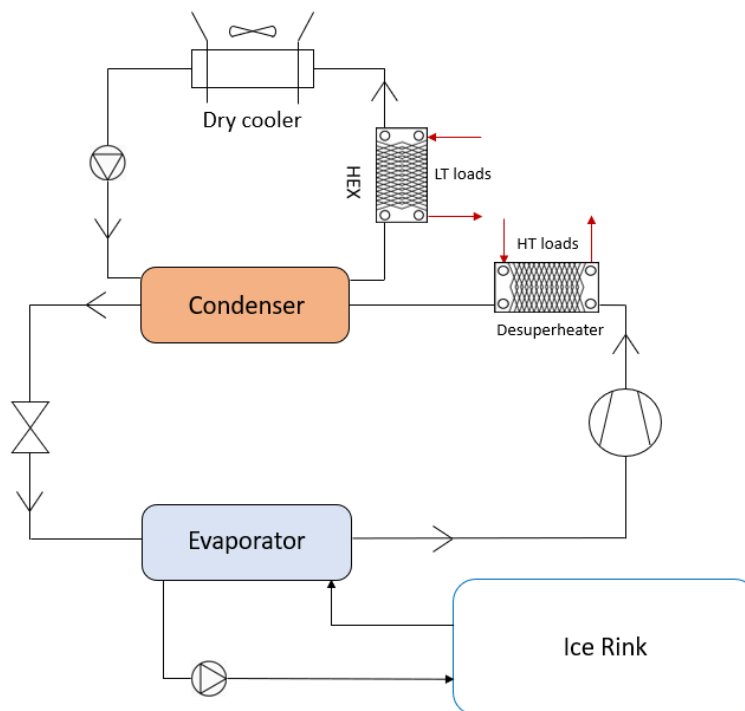 Dry cooler
HEX
LT loads
HT loads
Condenser
Desuperheater
Evaporator
Ice Rink